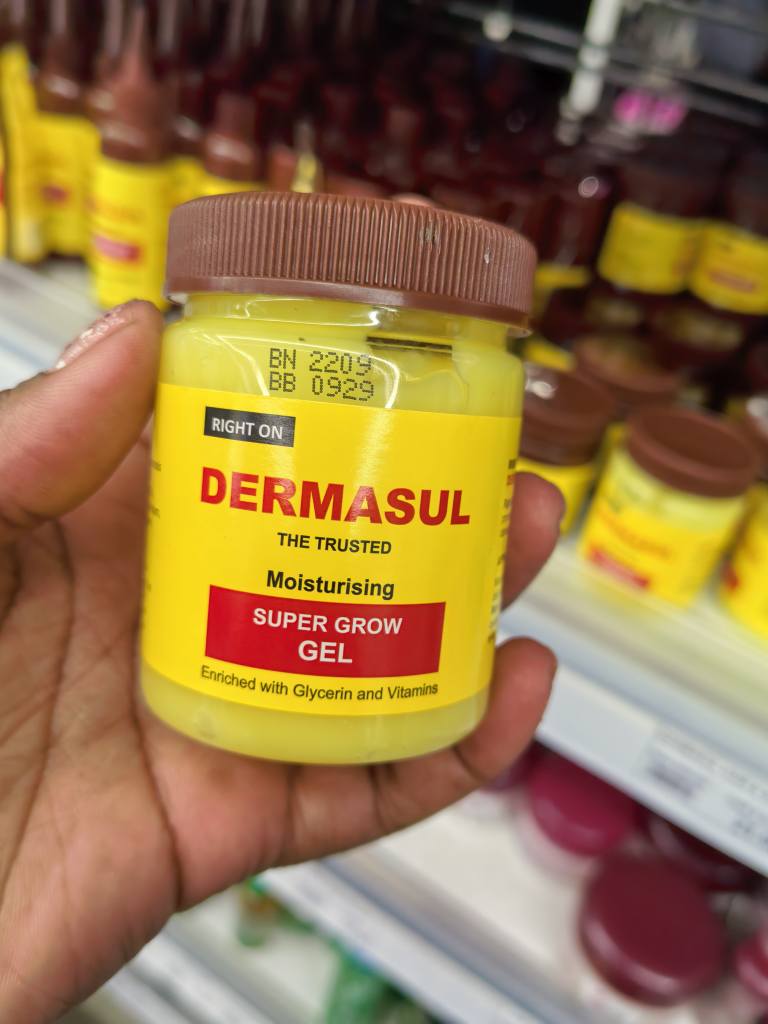 BN 2209
BB 0929
RIGHT ON
DERMASUL
THE TRUSTED
Moisturising
SUPER GROW
GEL
Enriched with Glycerin and Vitamins